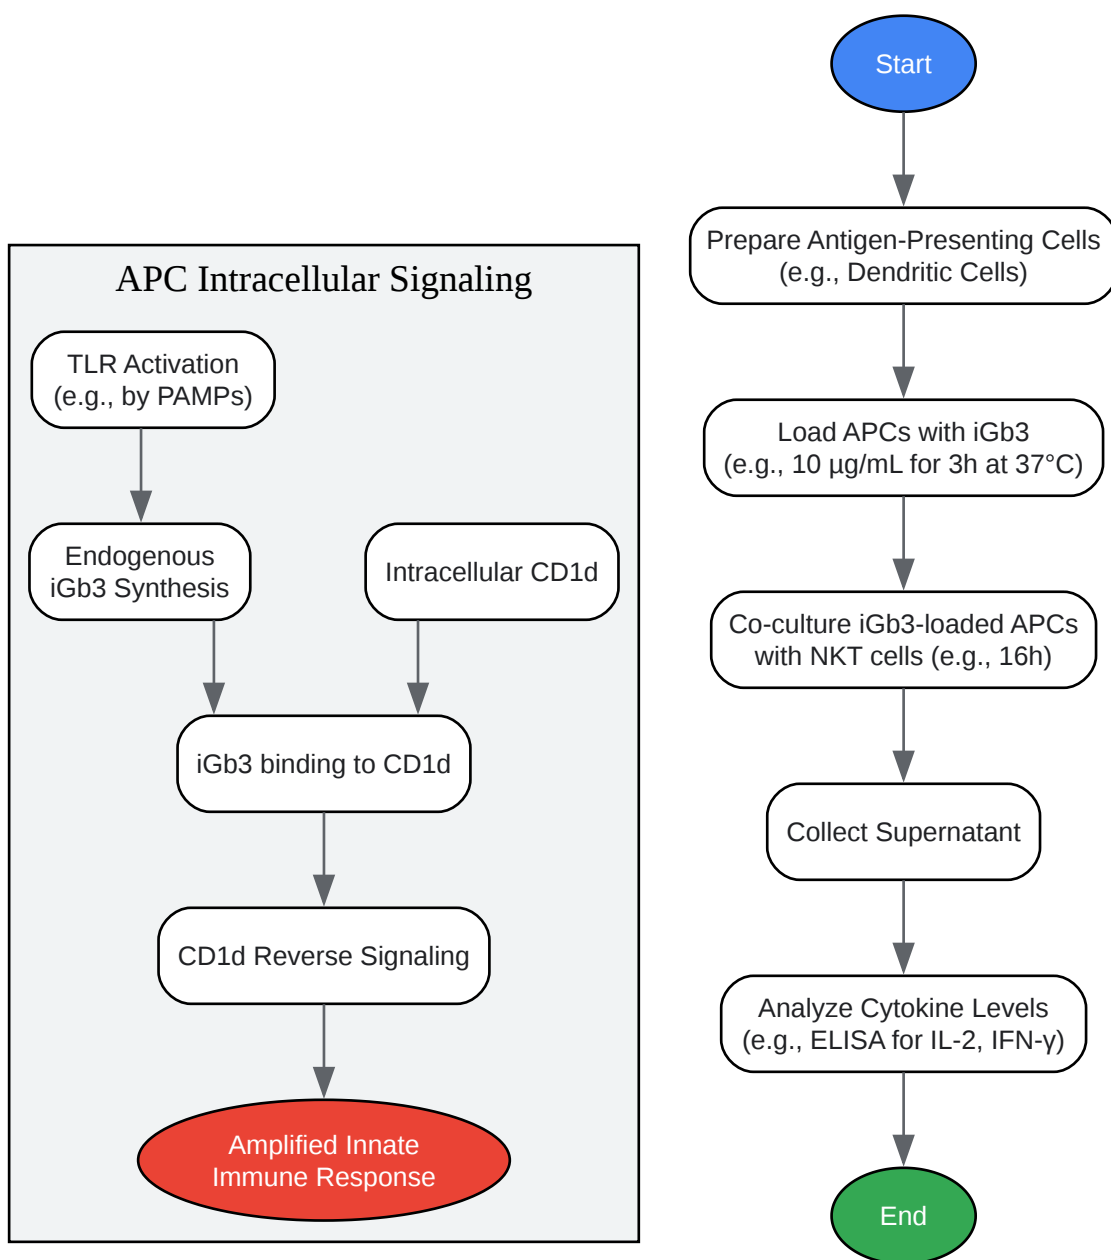 APC Intracellular Signaling
TLR Activation
(e.g., by PAMPs)
Endogenous
iGb3 Synthesis
Intracellular CD1d
iGb3 binding to CD1d
CD1d Reverse Signaling
Amplified Innate
Immune Response
Start
Prepare Antigen-Presenting Cells
(e.g., Dendritic Cells)
Load APCs with iGb3
(e.g., 10 µg/mL for 3h at 37°C)
Co-culture iGb3-loaded APCs
with NKT cells (e.g., 16h)
Collect Supernatant
Analyze Cytokine Levels
(e.g., ELISA for IL-2, IFN-γ)
End